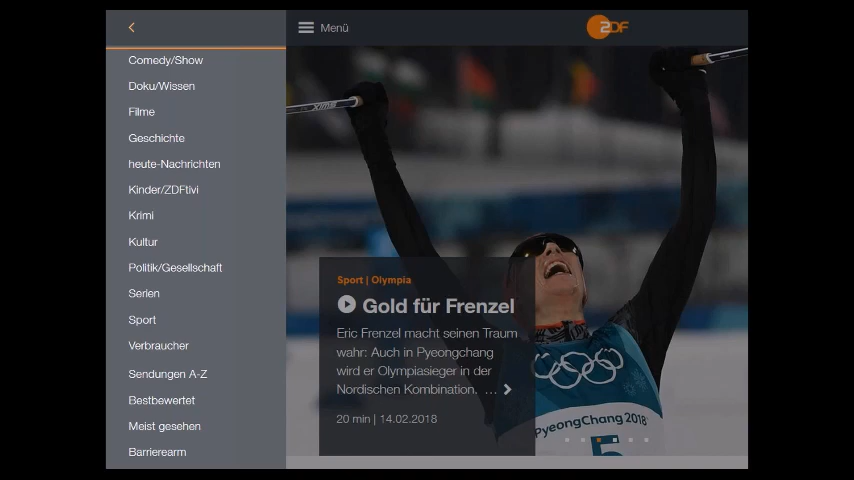 Menü
ZDF
Comedy/Show
Doku/Wissen
Filme
Geschichte
heute-Nachrichten
Kinder/ZDFtivi
Krimi
Kultur
Politik/Gesellschaft
Serien
Sport
Verbraucher
Sendungen A-Z
Bestbewertet
Meist gesehen
Barrierearm
XIMS
Sport | Olympia
Gold für Frenzel
Eric Frenzel macht seinen Traum
wahr: Auch in Pyeongchang
wird er Olympiasieger in der
Nordischen Kombination. ...
20 min | 14.02.2018
PyeongChang 2018
5